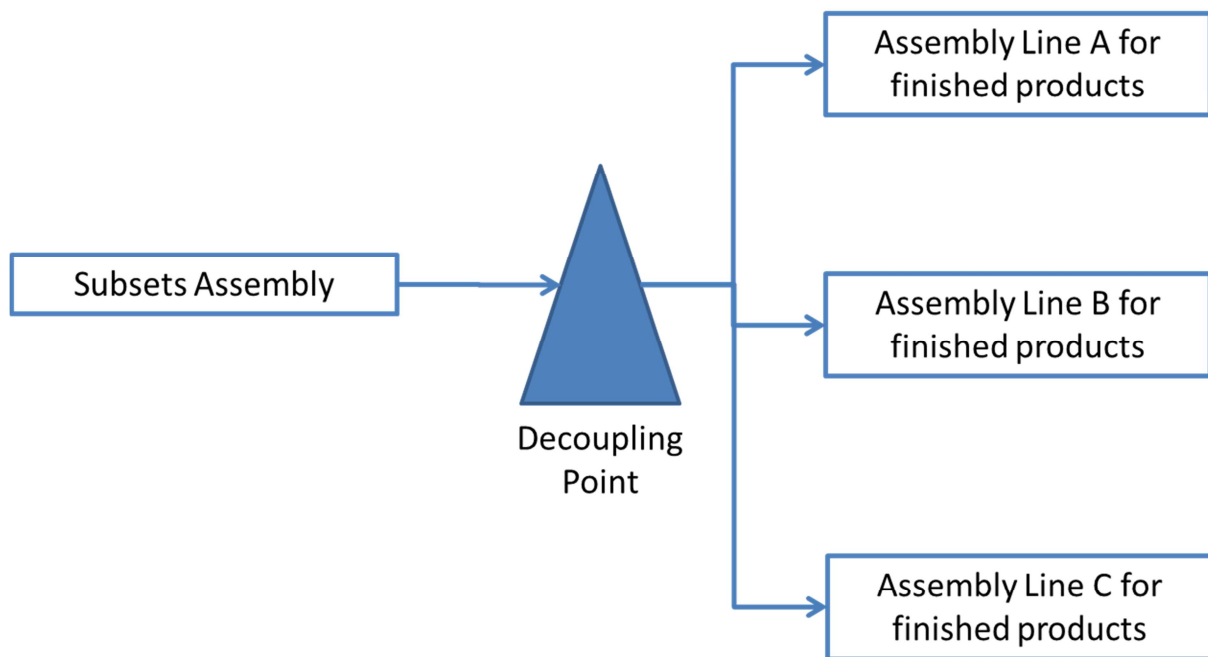 Assembly Line A for
finished products
Subsets Assembly
Assembly Line B for
finished products
Decoupling
Point
Assembly Line C for
finished products